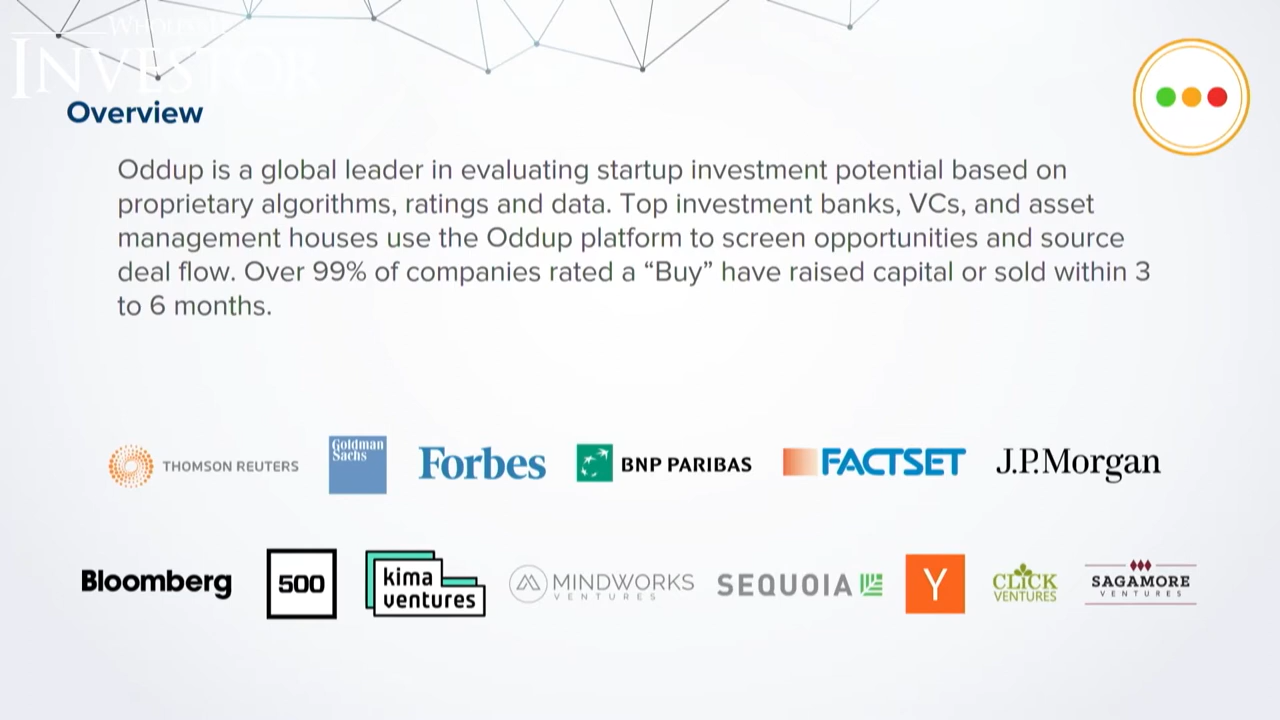 WHOLESALE
INVESTOR
Overview
Oddup is a global leader in evaluating startup investment potential based on
proprietary algorithms, ratings and data. Top investment banks, VCs, and asset
management houses use the Oddup platform to screen opportunities and source
deal flow. Over 99% of companies rated a “Buy” have raised capital or sold within 3
to 6 months.
THOMSON REUTERS
Goldman
Sachs
Forbes
BNP PARIBAS
FACTSET
J.P.Morgan
Bloomberg
500
kima
ventures
MINDWORKS
VENTURES
SEQUOIA
Y
CLICK
VENTURES
SAGAMORE
VENTURES